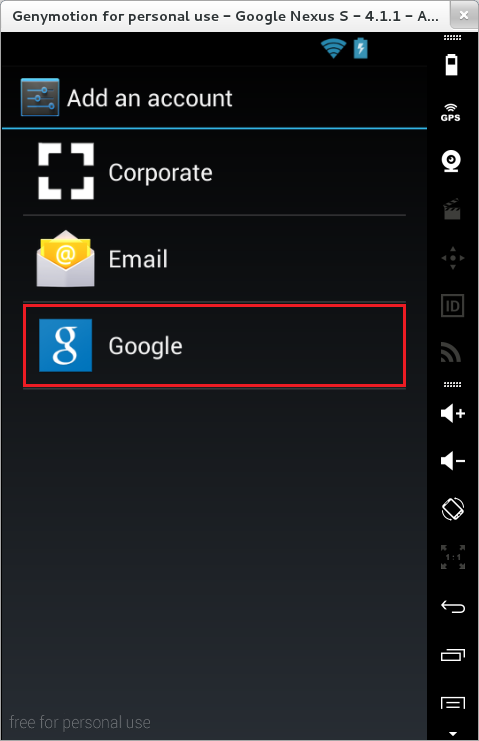 Genymotion for personal use – Google Nexus S – 4.1.1 – A...
Add an account
GPS
Corporate
@
Email
ID
g
Google
1:1
free for personal use